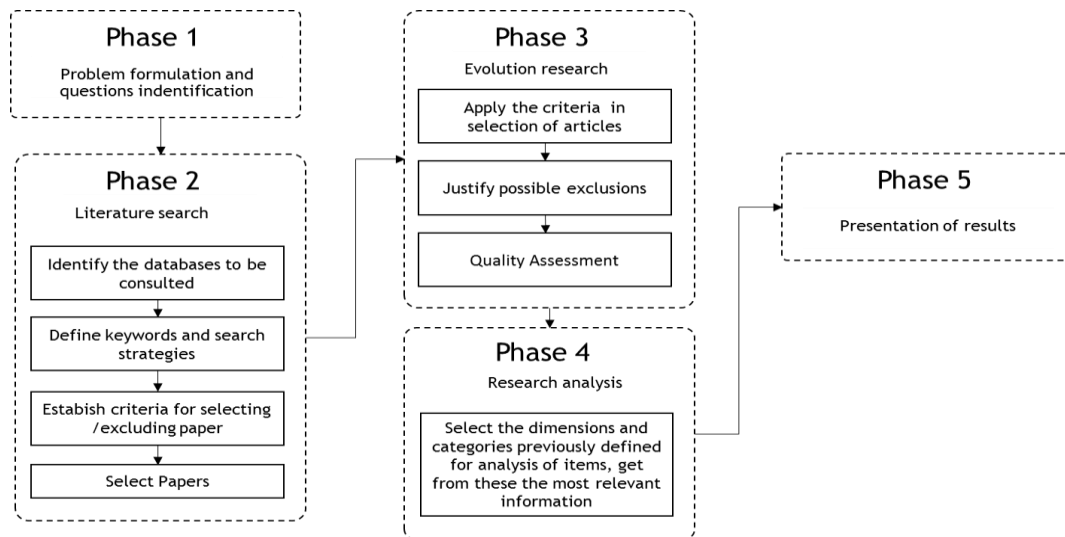 Phase 1
Problem formulation and
questions indentification
Phase 2
Literature search
Identify the databases to be
consulted
Define keywords and search
strategies
Estabish criteria for selecting
/excluding paper
Select Papers
Phase 3
Evolution research
Apply the criteria in
selection of articles
Justify possible exclusions
Quality Assessment
Phase 4
Research analysis
Select the dimensions and
categories previously defined
for analysis of items, get
from these the most relevant
information
Phase 5
Presentation of results